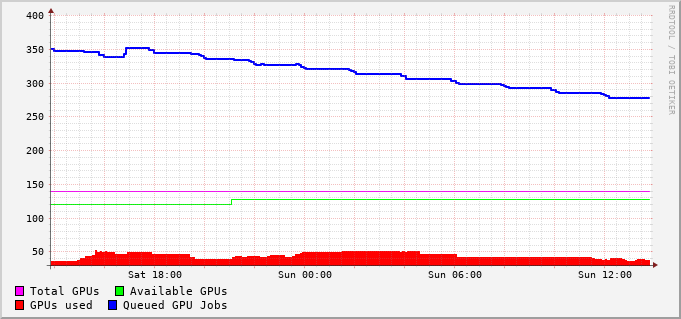 400
350
300
250
200
150
100
50
Sat 18:00 Sun 00:00 Sun 06:00 Sun 12:00
Total GPUs Available GPUs
GPUs used Queued GPU Jobs
RRDTOOL / TOBI OETIKER